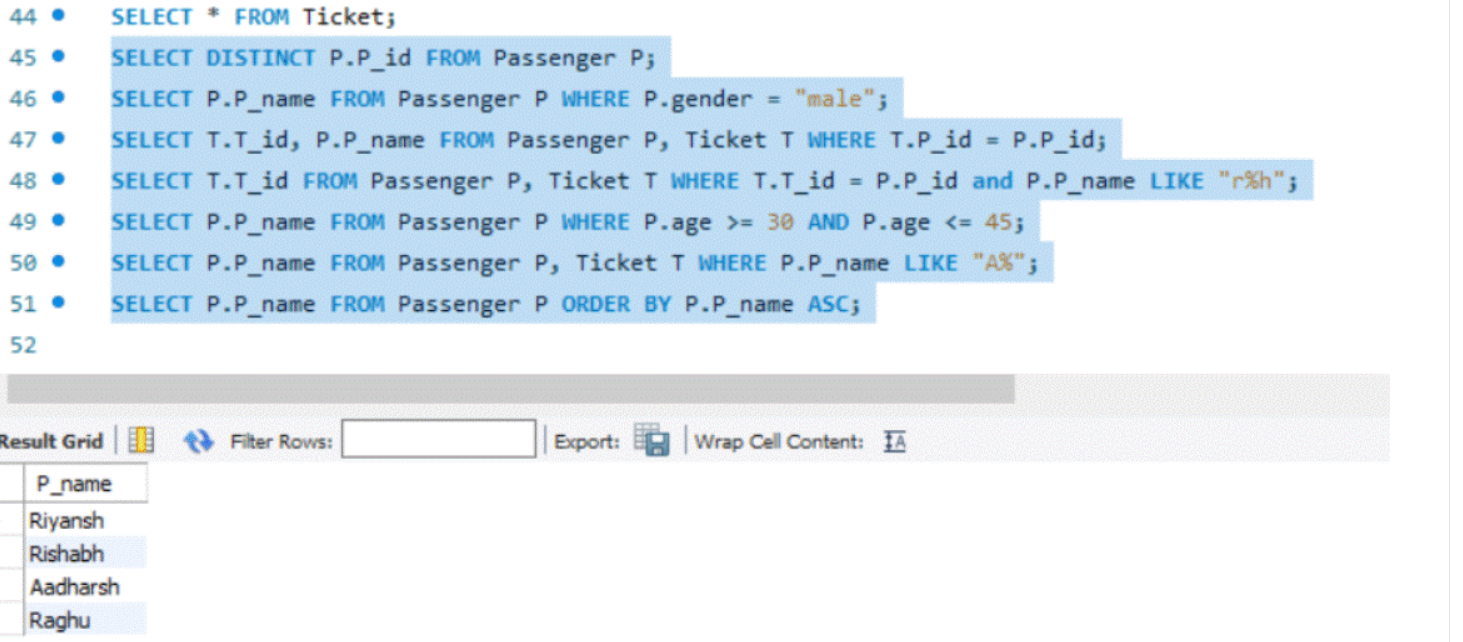 44 SELECT * FROM Ticket;
45 SELECT DISTINCT P.P_id FROM Passenger P;
46 SELECT P.P_name FROM Passenger P WHERE P.gender = "male";
47 SELECT T.T_id, P.P_name FROM Passenger P, Ticket T WHERE T.P_id = P.P_id;
48 SELECT T.T_id FROM Passenger P, Ticket T WHERE T.T_id = P.P_id and P.P_name LIKE "r%h";
49 SELECT P.P_name FROM Passenger P WHERE P.age >= 30 AND P.age <= 45;
50 SELECT P.P_name FROM Passenger P, Ticket T WHERE P.P_name LIKE "A%";
51 SELECT P.P_name FROM Passenger P ORDER BY P.P_name ASC;
52
Result Grid Filter Rows: Export: Wrap Cell Content: IA
P_name
Riyansh
Rishabh
Aadharsh
Raghu